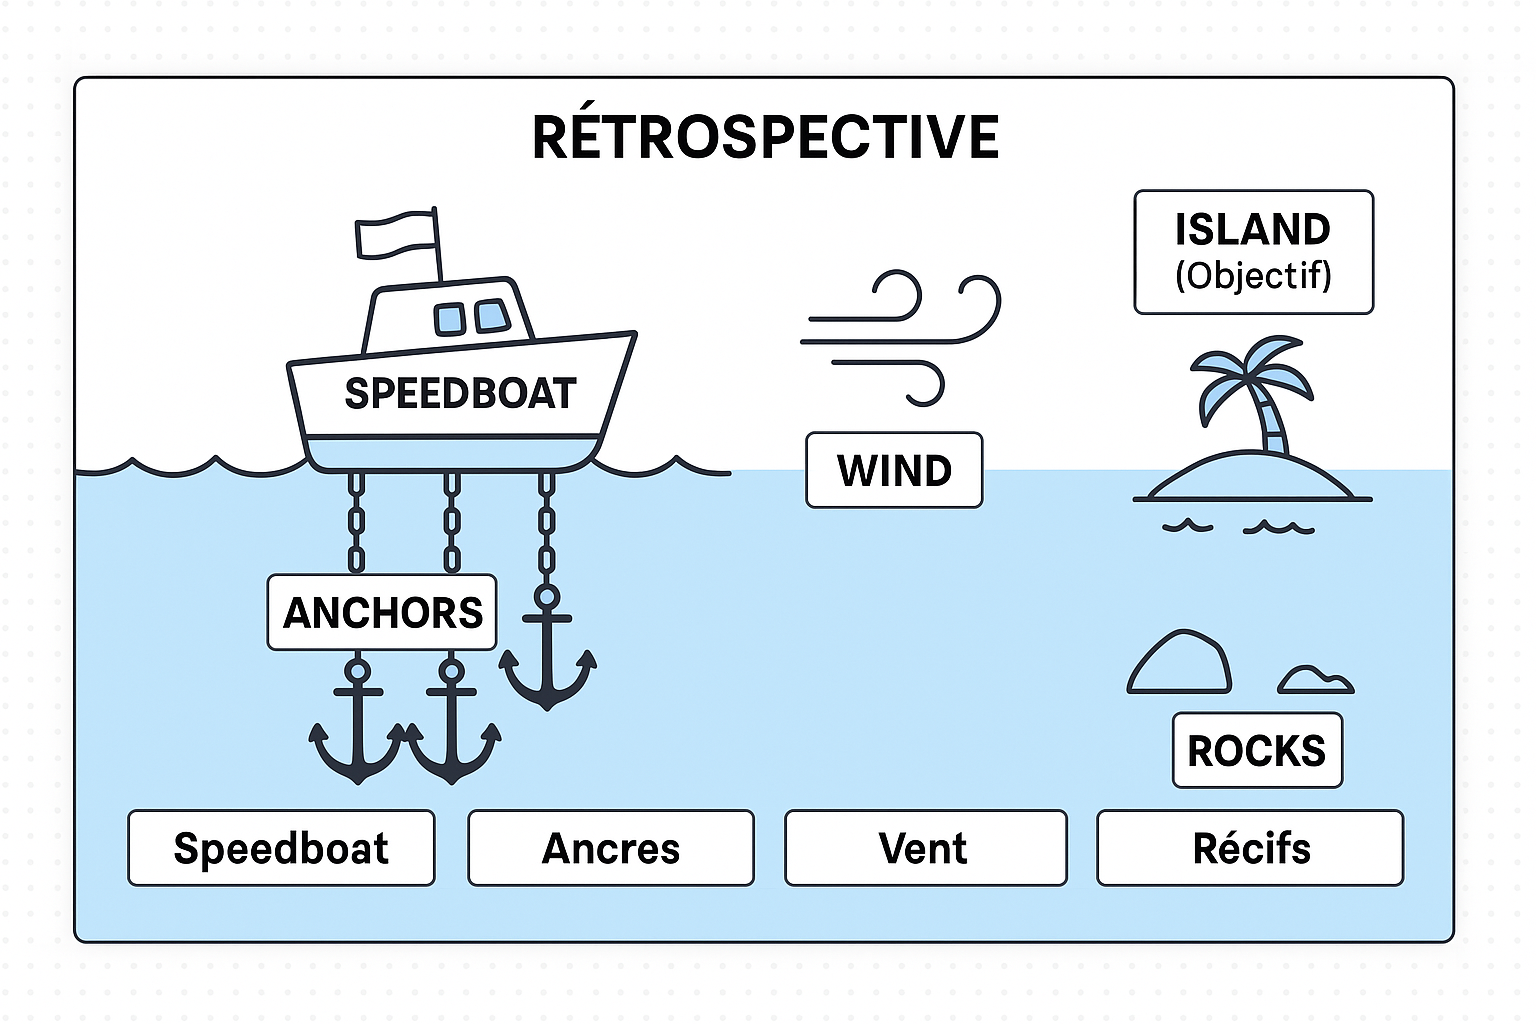 RÉTROSPECTIVE
ISLAND
(Objectif)
SPEEDBOAT
WIND
ANCHORS
ROCKS
Speedboat
Ancres
Vent
Récifs